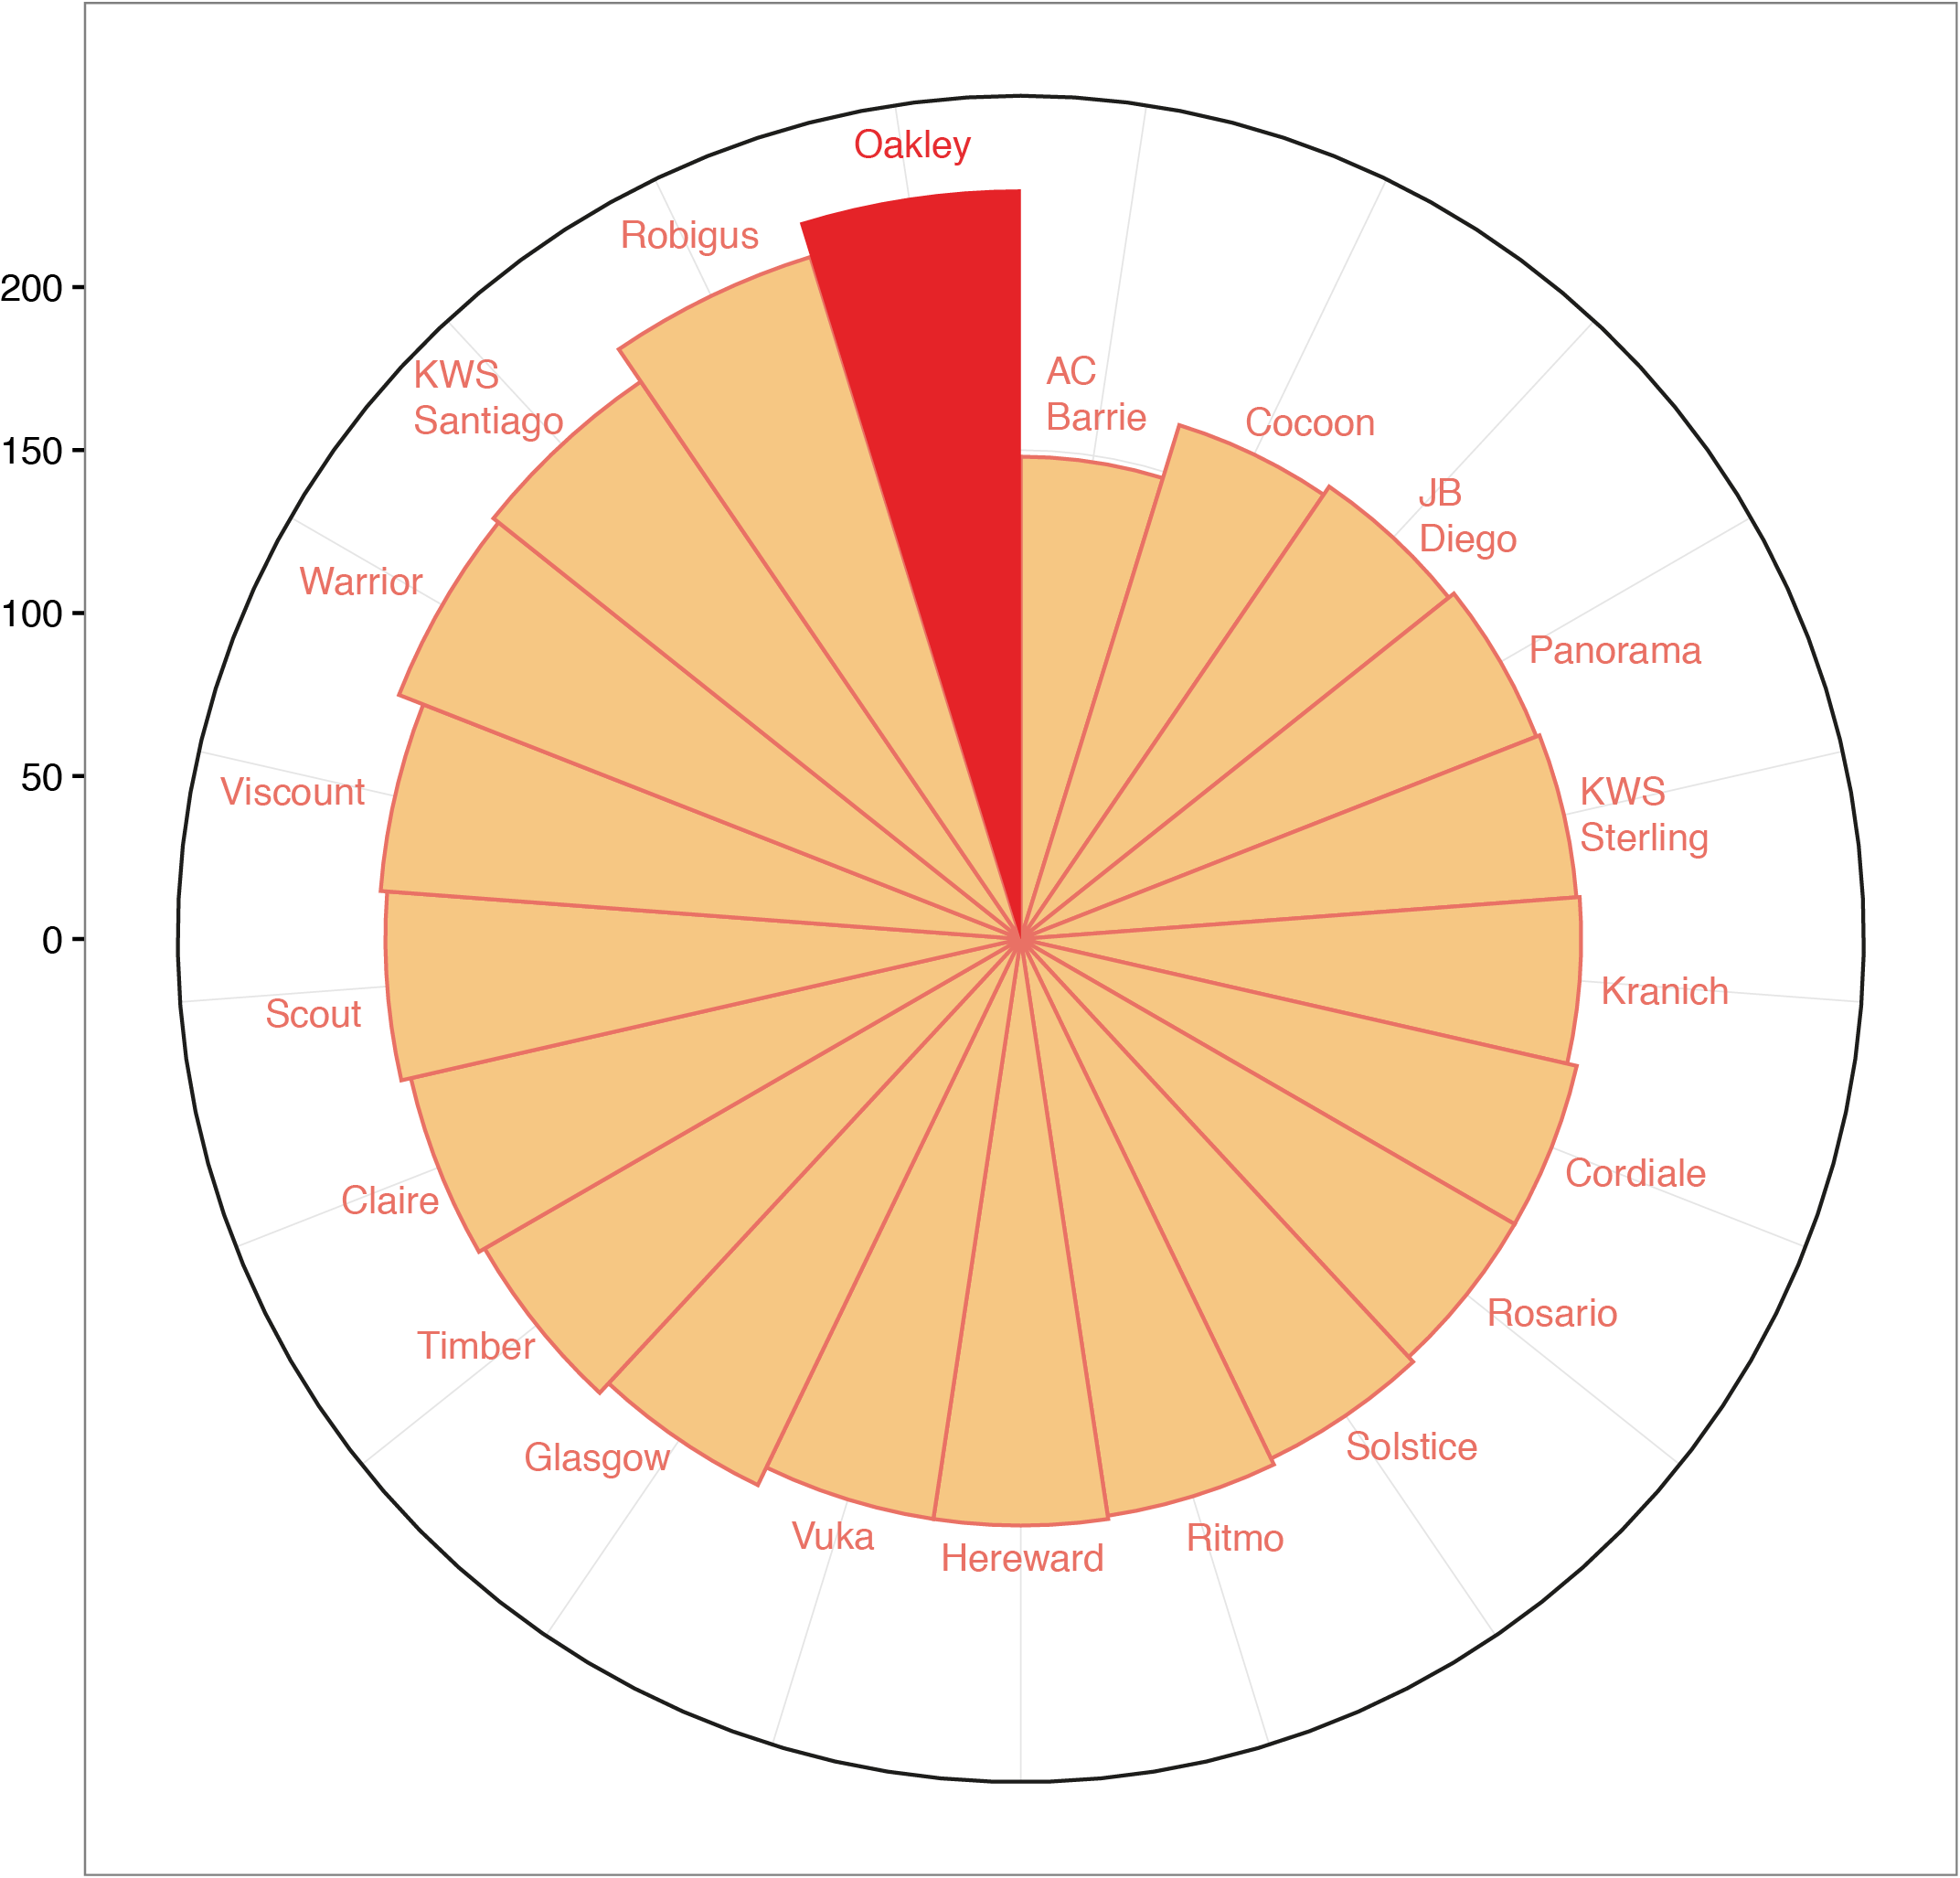 Oakley
Robigus
200
KWS
Santiago
AC
Barrie
Cocoon
150
JB
Diego
Warrior
100
Panorama
Viscount
50
KWS
Sterling
0
Kranich
Scout
Cordiale
Claire
Rosario
Timber
Solstice
Glasgow
Vuka
Ritmo
Hereward